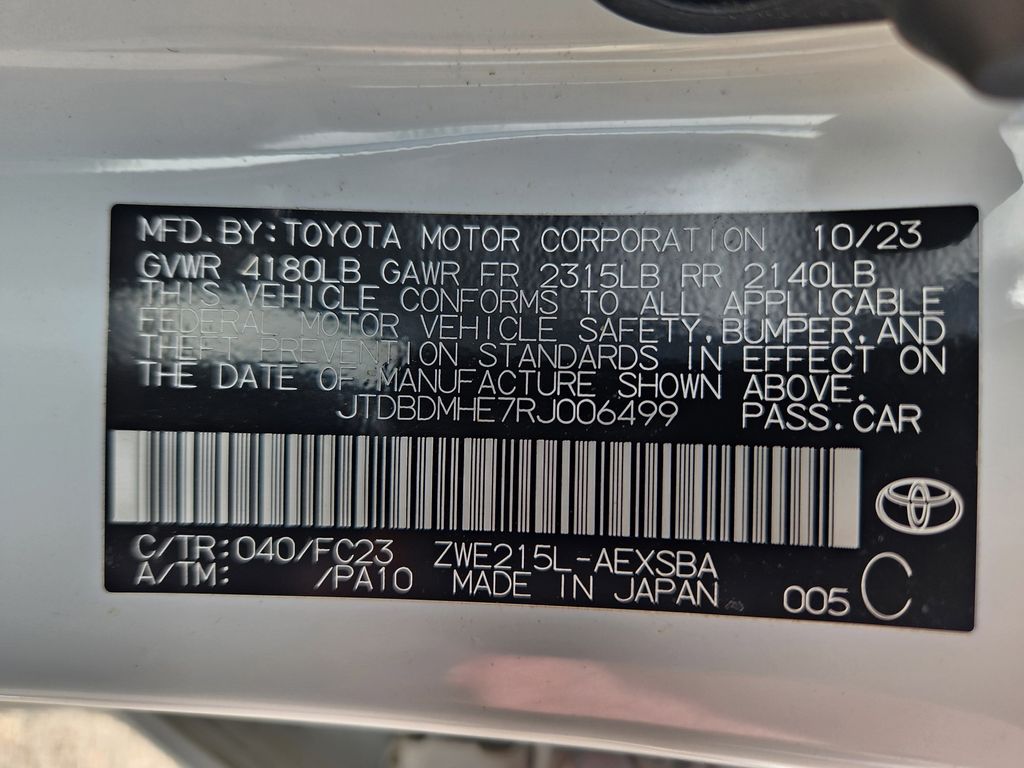 MFD. BY: TOYOTA MOTOR CORPORATION 10/23
GVWR 4180LB GAWR FR 2315LB RR 2140LB
THIS VEHICLE CONFORMS TO ALL APPLICABLE
FEDERAL MOTOR VEHICLE SAFETY, BUMPER, AND
THEFT PREVENTION STANDARDS IN EFFECT ON
THE DATE OF MANUFACTURE SHOWN ABOVE.
JTDBDMHE7RJ006499 PASS. CAR
C/TR: 040/FC23 ZWE215L-AEXSBA
A/TM: /PA10 MADE IN JAPAN 005 C